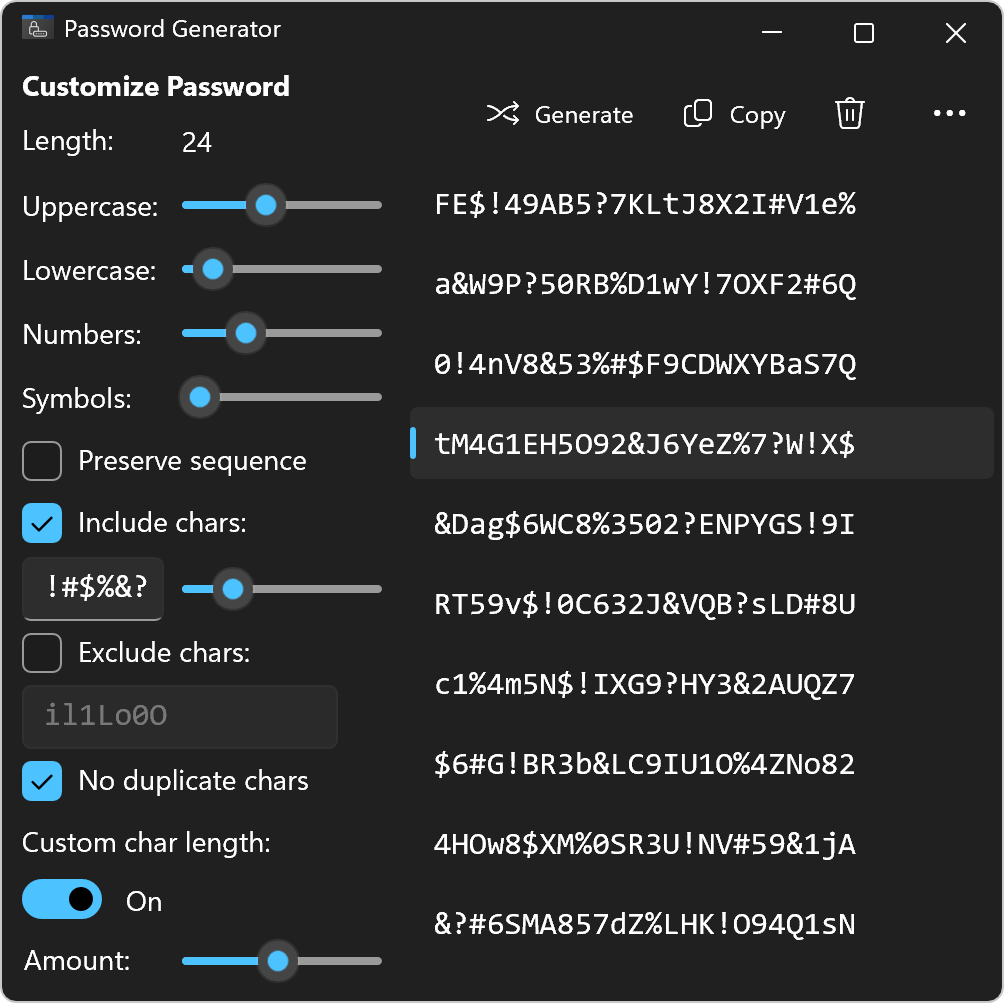 Password Generator
Customize Password
Generate
Copy
Length: 24
Uppercase:
Lowercase:
Numbers:
Symbols:
Preserve sequence
Include chars:
!#$%&?
Exclude chars:
il1Lo0O
No duplicate chars
Custom char length:
On
Amount:
FE$!49AB5?7KLtJ8X2I#V1e%
a&W9P?50RB%D1wY!7OXF2#6Q
0!4nV8&53%#$F9CDWXYBaS7Q
tM4G1EH5O92&J6YeZ%7?W!X$
&Dag$6WC8%3502?ENPYGS!9I
RT59v$!0C632J&VQB?sLD#8U
c1%4m5N$!IXG9?HY3&2AUQZ7
$6#G!BR3b&LC9IU1O%4ZNo82
4HOw8$XM%0SR3U!NV#59&1jA
&?#6SMA857dZ%LHK!O94Q1sN